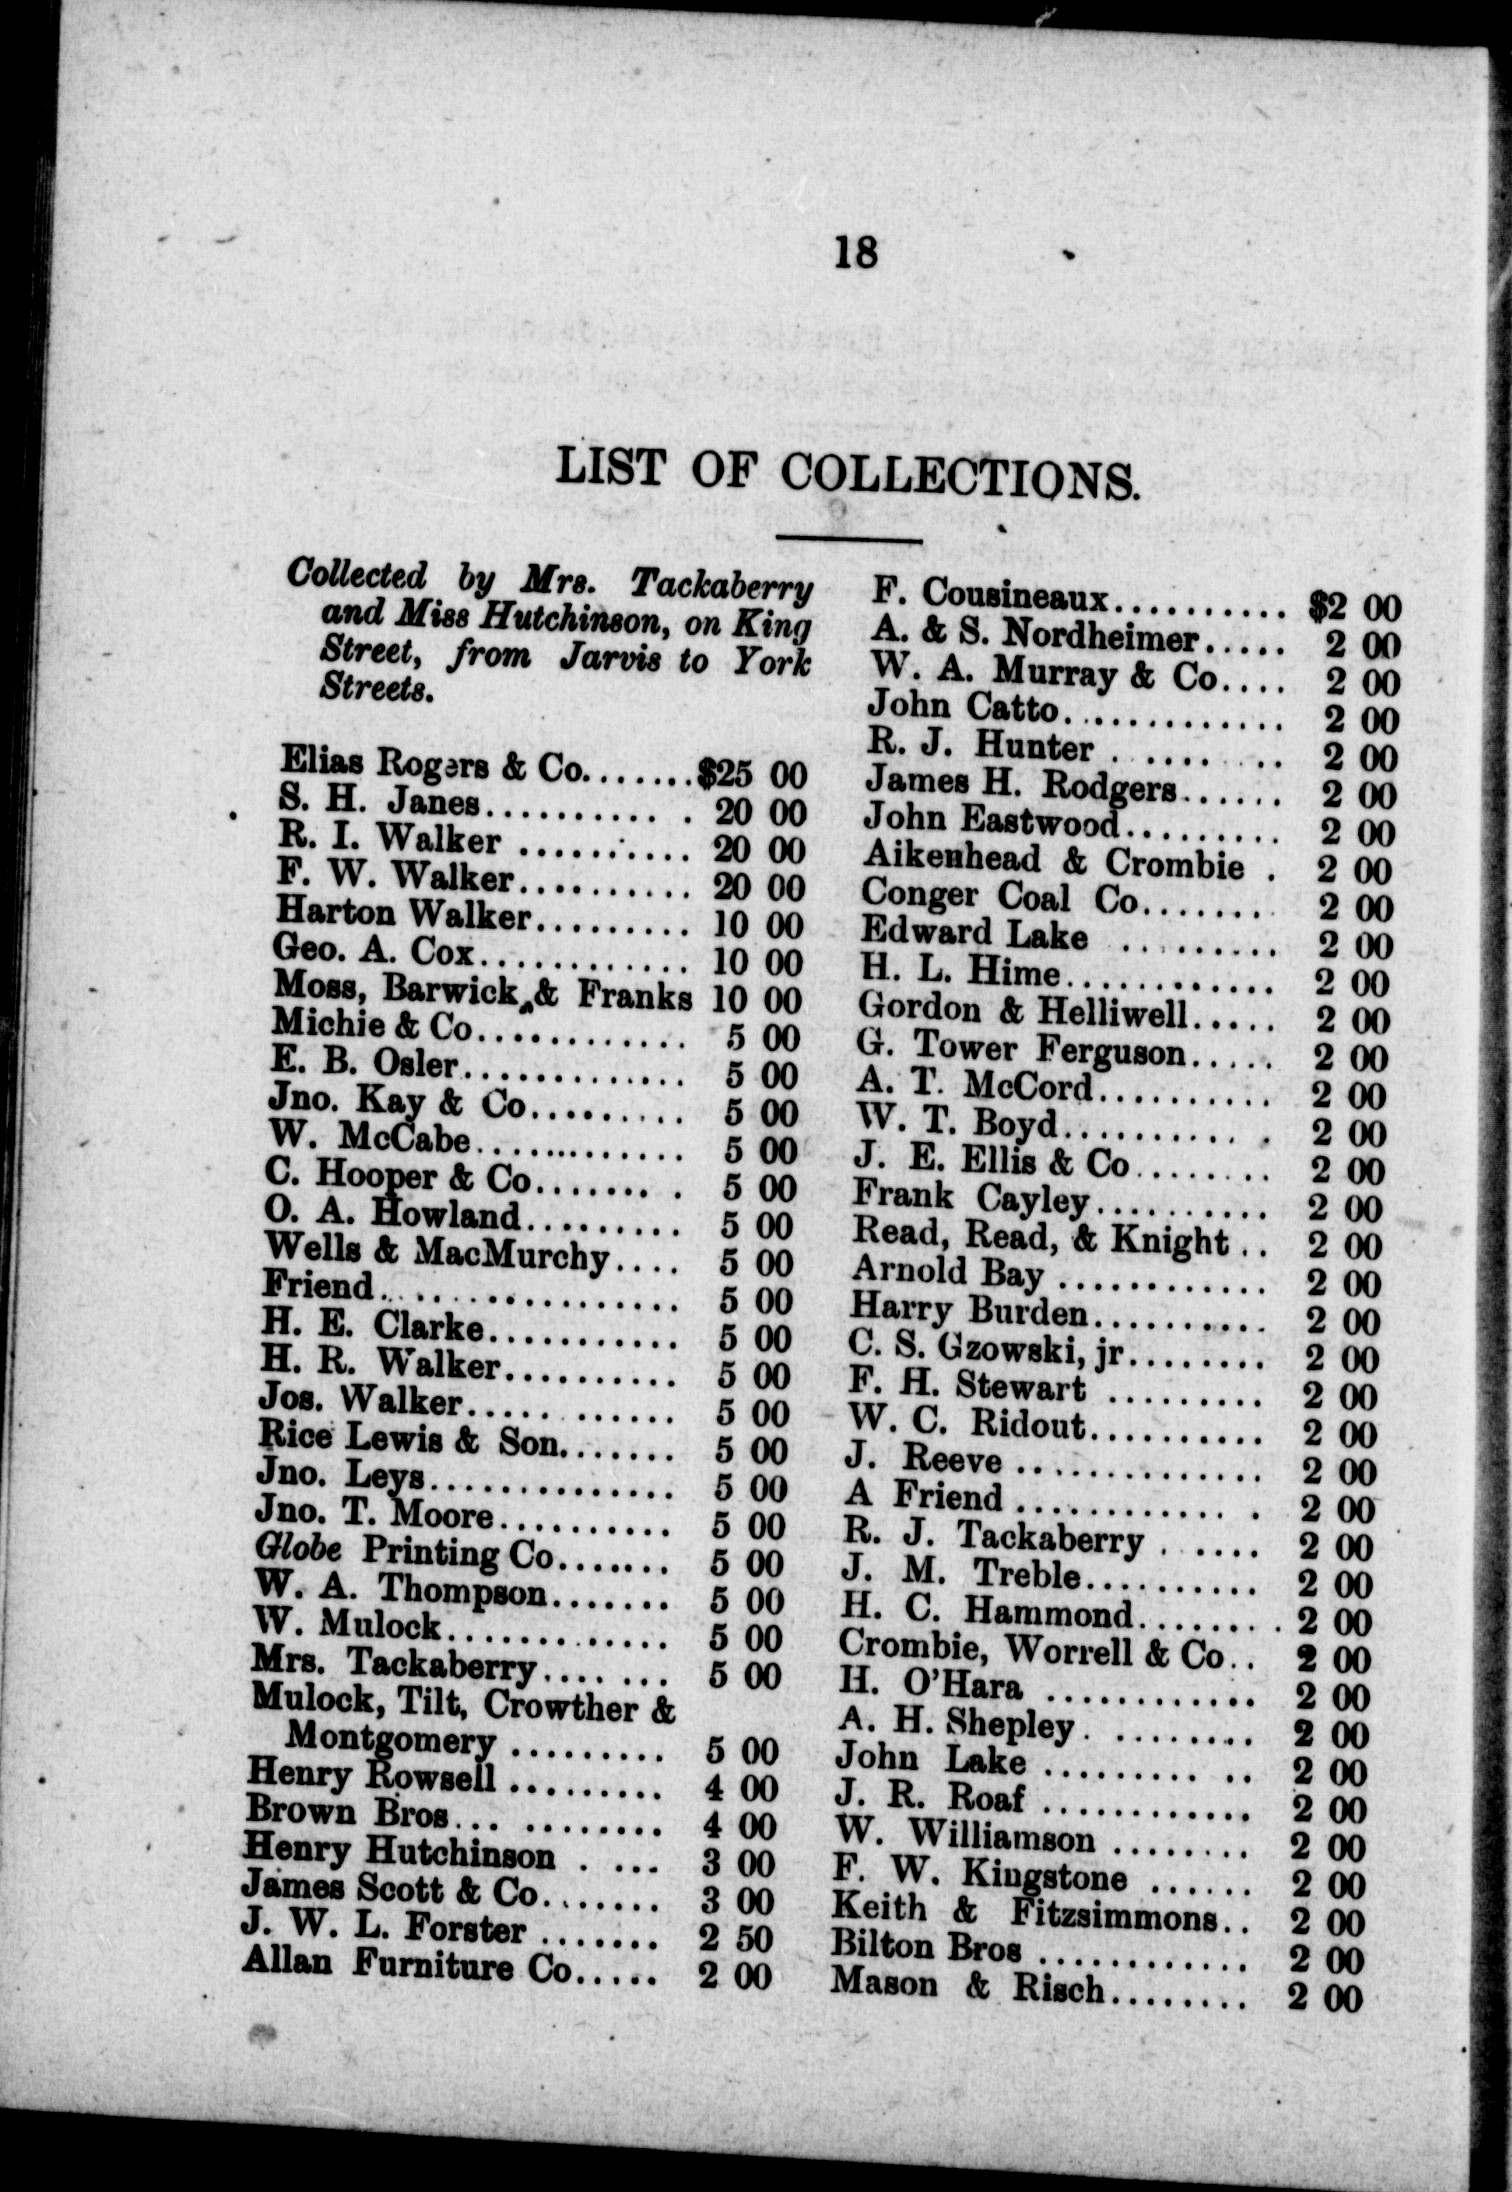 18
LIST OF COLLECTIONS.
Collected by Mrs. Tackaberry
and Miss Hutchinson, on King
Street, from Jarvis to York
Streets.
Elias Rogers & Co.......$25 00
S. H. Janes............ 20 00
R. I. Walker .......... 20 00
F. W. Walker.......... 20 00
Harton Walker......... 10 00
Geo. A. Cox............ 10 00
Moss, Barwick & Franks 10 00
Michie & Co............ 5 00
E. B. Osler............. 5 00
Jno. Kay & Co......... 5 00
W. McCabe............. 5 00
C. Hooper & Co........ 5 00
O. A. Howland......... 5 00
Wells & MacMurchy.... 5 00
Friend................. 5 00
H. E. Clarke........... 5 00
H. R. Walker.......... 5 00
Jos. Walker............ 5 00
Rice Lewis & Son....... 5 00
Jno. Leys.............. 5 00
Jno. T. Moore.......... 5 00
Globe Printing Co....... 5 00
W. A. Thompson....... 5 00
W. Mulock............. 5 00
Mrs. Tackaberry....... 5 00
Mulock, Tilt, Crowther &
Montgomery ......... 5 00
Henry Rowsell ......... 4 00
Brown Bros............ 4 00
Henry Hutchinson . ... 3 00
James Scott & Co....... 3 00
J. W. L. Forster ....... 2 50
Allan Furniture Co..... 2 00
F. Cousineaux.......... $2 00
A. & S. Nordheimer..... 2 00
W. A. Murray & Co.... 2 00
John Catto............. 2 00
R. J. Hunter ....... .. 2 00
James H. Rodgers...... 2 00
John Eastwood......... 2 00
Aikenhead & Crombie . 2 00
Conger Coal Co........ 2 00
Edward Lake ......... 2 00
H. L. Hime............ 2 00
Gordon & Helliwell..... 2 00
G. Tower Ferguson..... 2 00
A. T. McCord.......... 2 00
W. T. Boyd........... . 2 00
J. E. Ellis & Co........ 2 00
Frank Cayley.......... 2 00
Read, Read, & Knight .. 2 00
Arnold Bay ............ 2 00
Harry Burden.......... 2 00
C. S. Gzowski, jr........ 2 00
F. H. Stewart ......... 2 00
W. C. Ridout.......... 2 00
J. Reeve .............. 2 00
A Friend ............. . 2 00
R. J. Tackaberry . .... 2 00
J. M. Treble.......... 2 00
H. C. Hammond........ 2 00
Crombie, Worrell & Co.. 2 00
H. O'Hara ............ 2 00
A. H. Shepley. ........ 2 00
John Lake .......... .. 2 00
J. R. Roaf ............ 2 00
W. Williamson ........ 2 00
F. W. Kingstone ...... 2 00
Keith & Fitzsimmons.. 2 00
Bilton Bros ............ 2 00
Mason & Risch........ 2 00